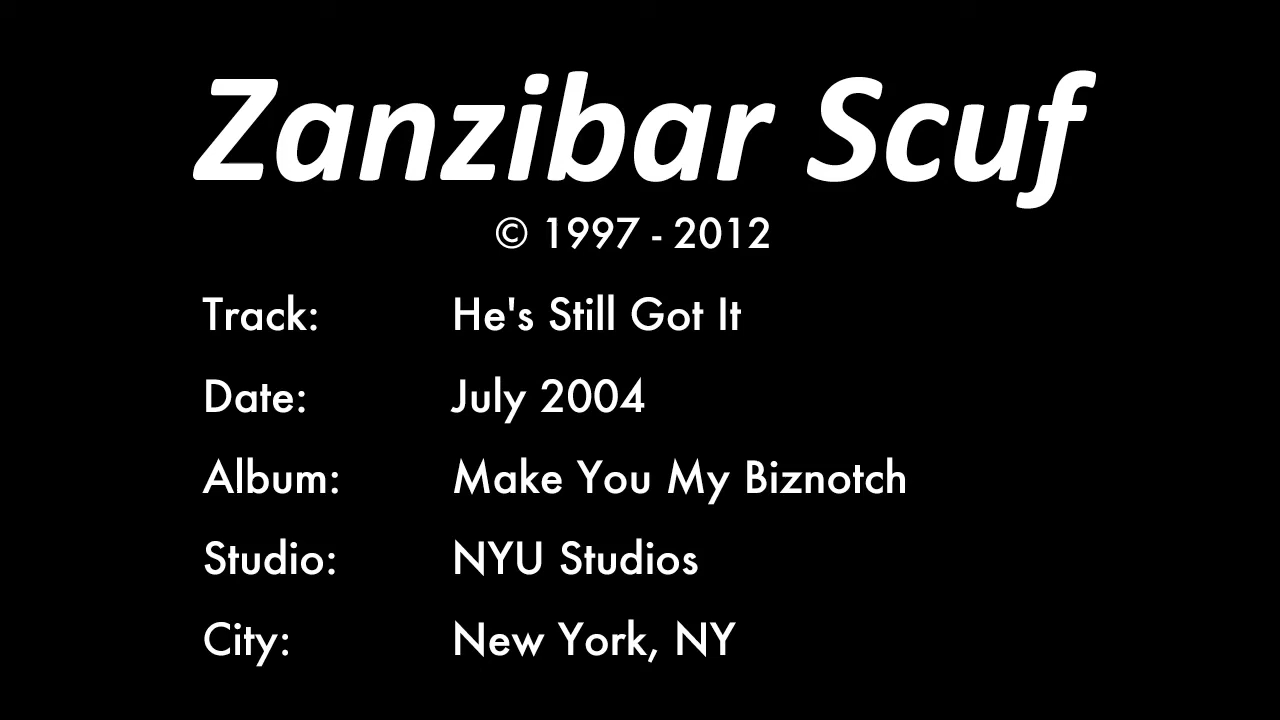 Zanzibar Scuf
© 1997 - 2012
Track: He's Still Got It
Date: July 2004
Album: Make You My Biznotch
Studio: NYU Studios
City: New York, NY